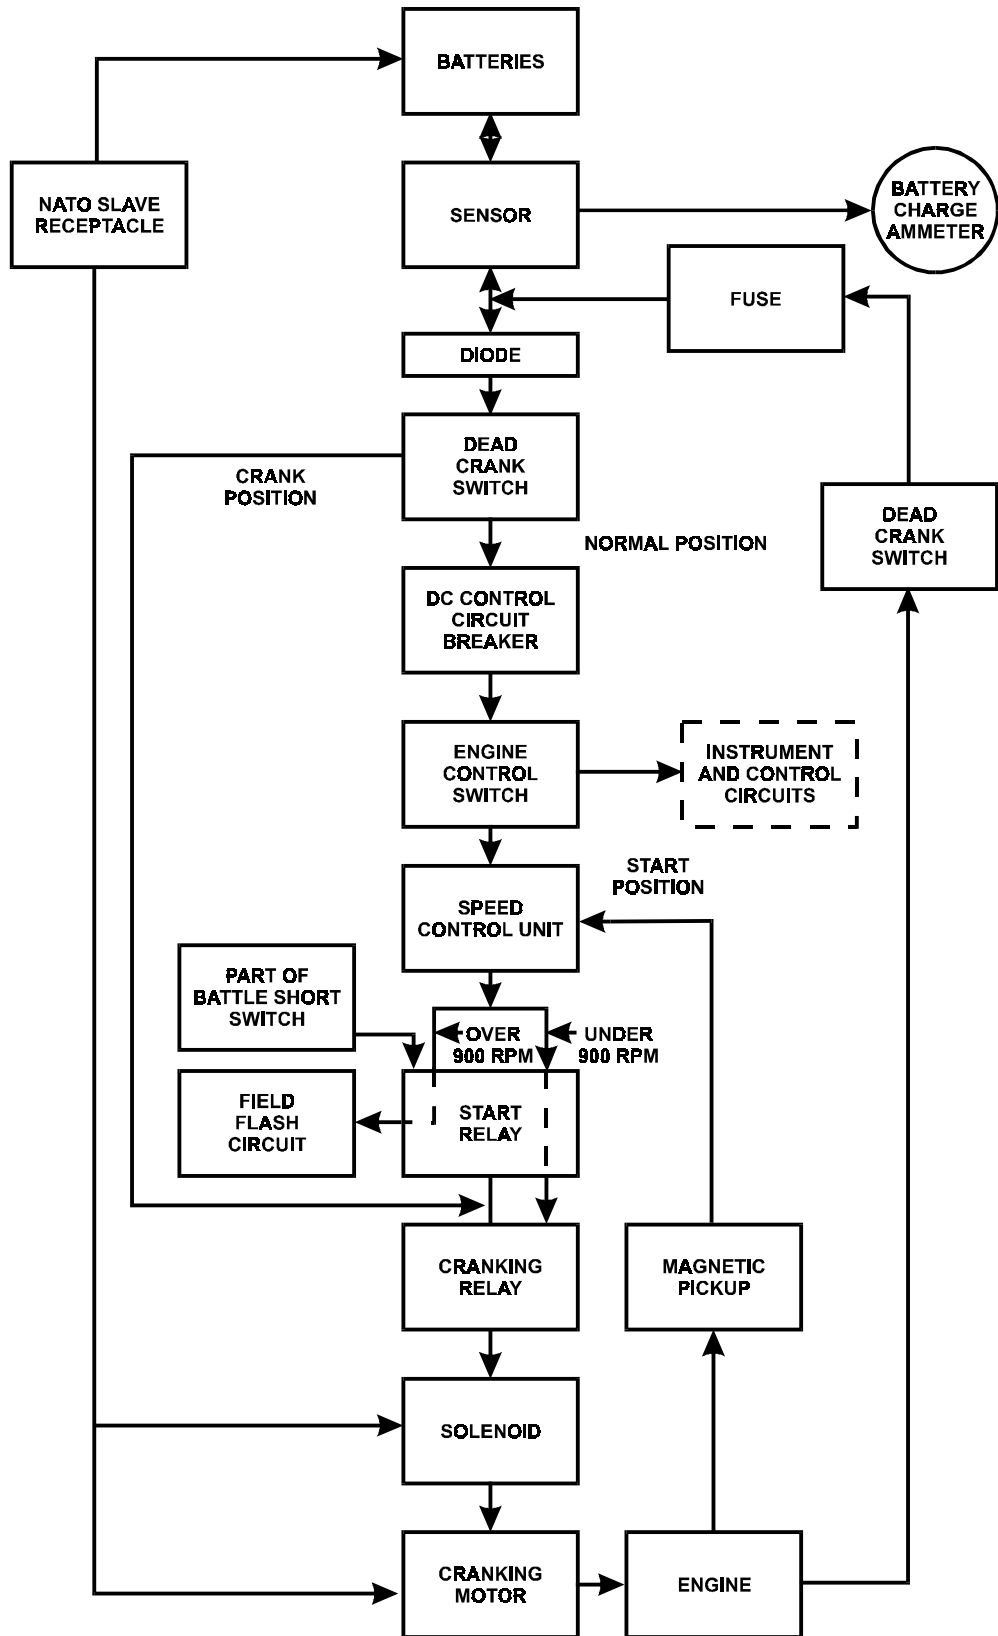 BATTERIES
NATO SLAVE
RECEPTACLE
SENSOR
BATTERY
CHARGE
AMMETER
FUSE
DIODE
DEAD
CRANK
SWITCH
CRANK
POSITION
NORMAL POSITION
DEAD
CRANK
SWITCH
DC CONTROL
CIRCUIT
BREAKER
ENGINE
CONTROL
SWITCH
INSTRUMENT
AND CONTROL
CIRCUITS
START
POSITION
SPEED
CONTROL UNIT
PART OF
BATTLE SHORT
SWITCH
OVER
900 RPM
UNDER
900 RPM
FIELD
FLASH
CIRCUIT
START
RELAY
CRANKING
RELAY
MAGNETIC
PICKUP
SOLENOID
CRANKING
MOTOR
ENGINE